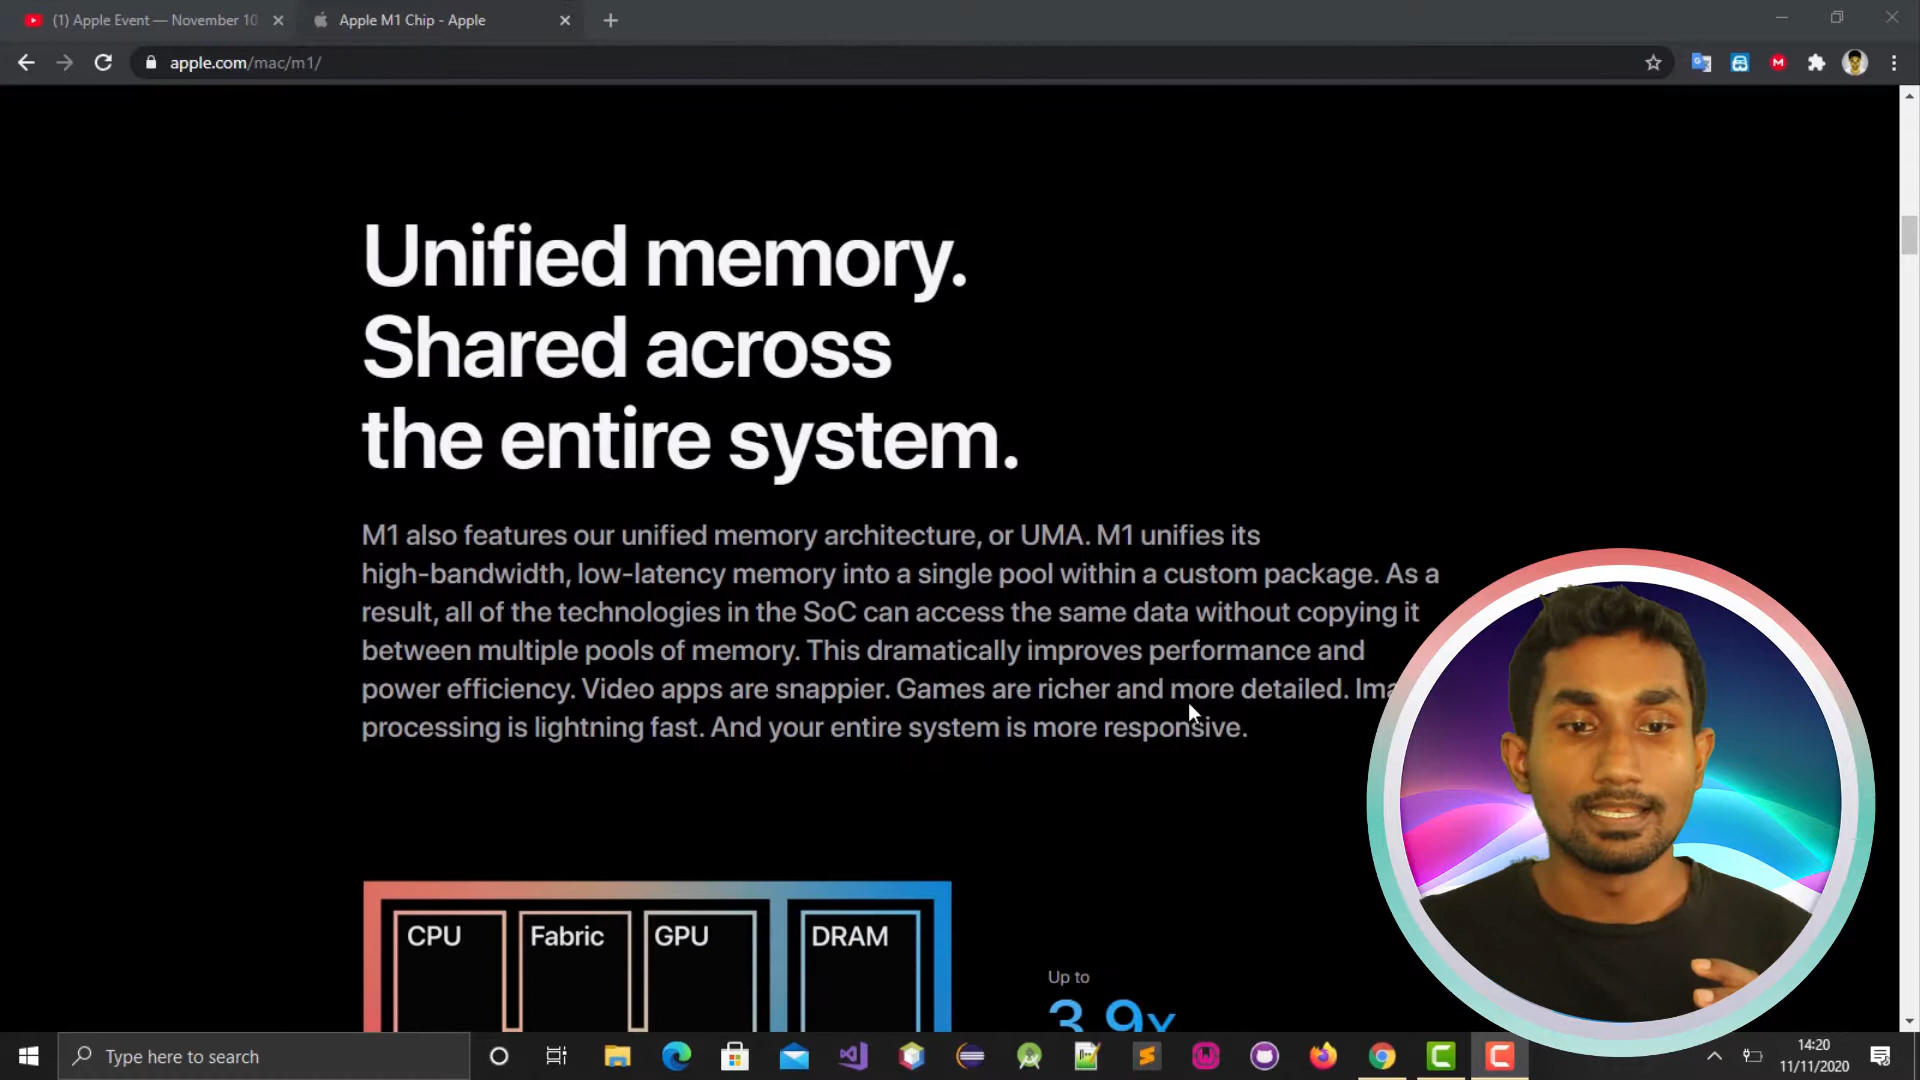 (1) Apple Event — November 10
Apple M1 Chip - Apple
apple.com/mac/m1/
Unified memory.
Shared across
the entire system.
M1 also features our unified memory architecture, or UMA. M1 unifies its
high-bandwidth, low-latency memory into a single pool within a custom package. As a
result, all of the technologies in the SoC can access the same data without copying it
between multiple pools of memory. This dramatically improves performance and
power efficiency. Video apps are snappier. Games are richer and more detailed.
processing is lightning fast. And your entire system is more responsive.
CPU
Fabric
GPU
DRAM
Up to
3.9x
Type here to search
14:20
11/11/2020